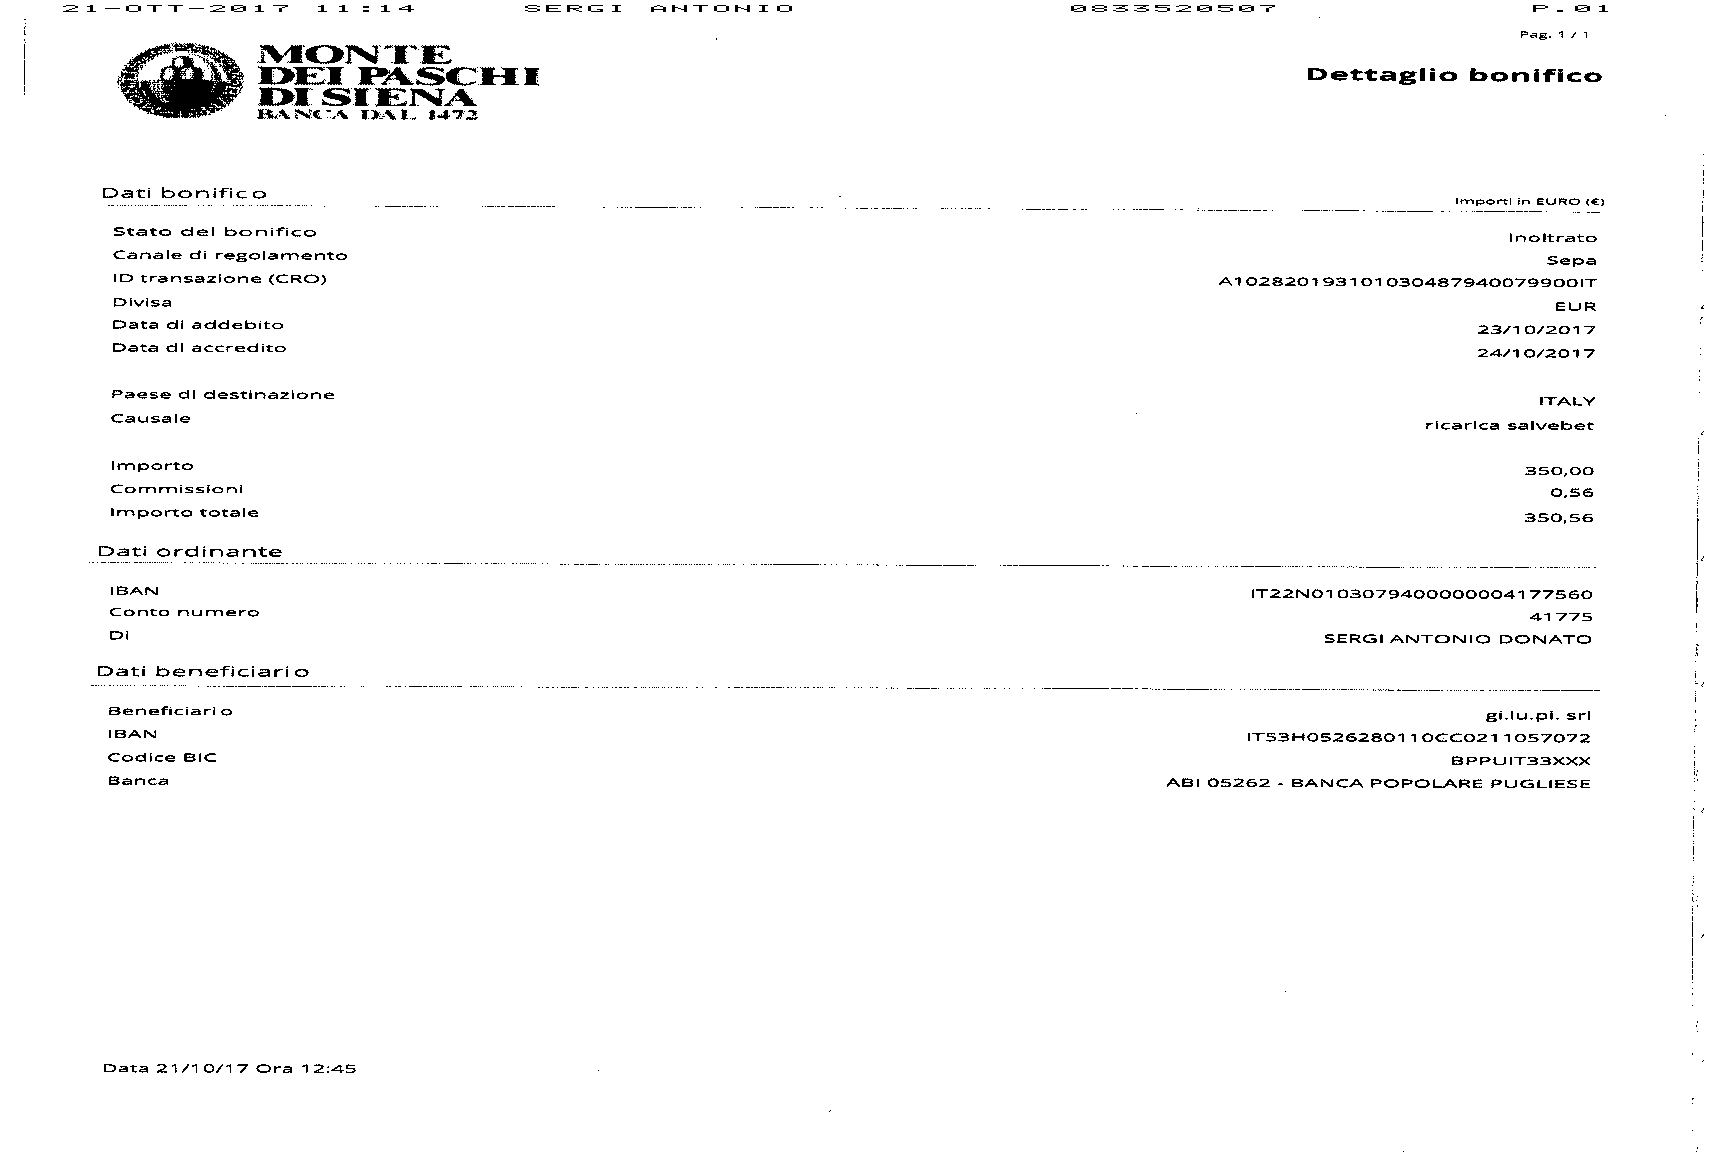 21-OTT-2017 11:14 SERGI ANTONIO 0833520507 P.01
Pag. 1 / 1
MONTE
DEI PASCHI
DI SIENA
BANCA DAL 1472
Dettaglio bonifico
Dati bonifico Importi in EURO (€)
Stato del bonifico Inoltrato
Canale di regolamento Sepa
ID transazione (CRO) A102820193101030487940079900IT
Divisa EUR
Data di addebito 23/10/2017
Data di accredito 24/10/2017
Paese di destinazione ITALY
Causale ricarica salvebet
Importo 350,00
Commissioni 0,56
Importo totale 350,56
Dati ordinante
IBAN IT22N0103079400000004177560
Conto numero 41775
Di SERGI ANTONIO DONATO
Dati beneficiario
Beneficiario gi.lu.pi. srl
IBAN IT53H0526280110CC0211057072
Codice BIC BPPUIT33XXX
Banca ABI 05262 - BANCA POPOLARE PUGLIESE
Data 21/10/17 Ora 12:45